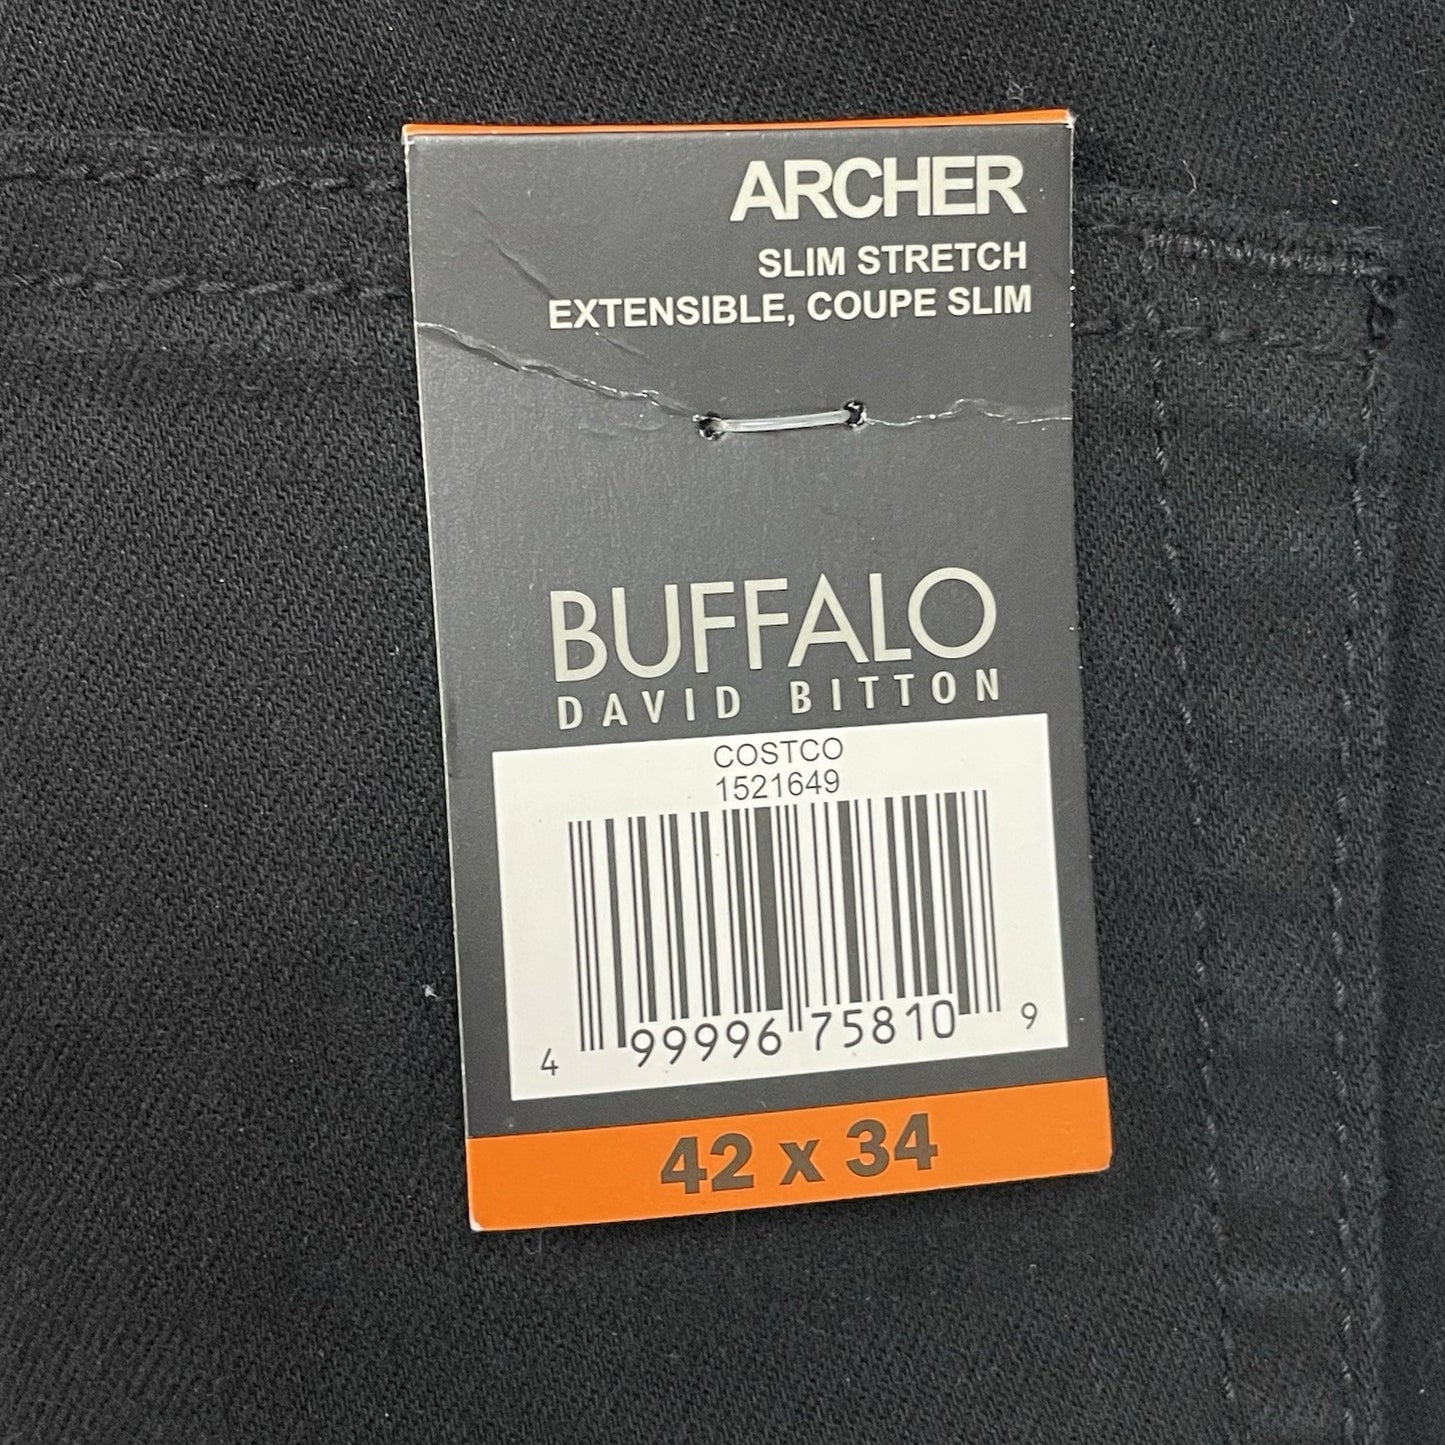 ARCHER
SLIM STRETCH
EXTENSIBLE, COUPE SLIM
BUFFALO
DAVID BITTON
COSTCO
1521649
4 99996 75810 9
42 x 34